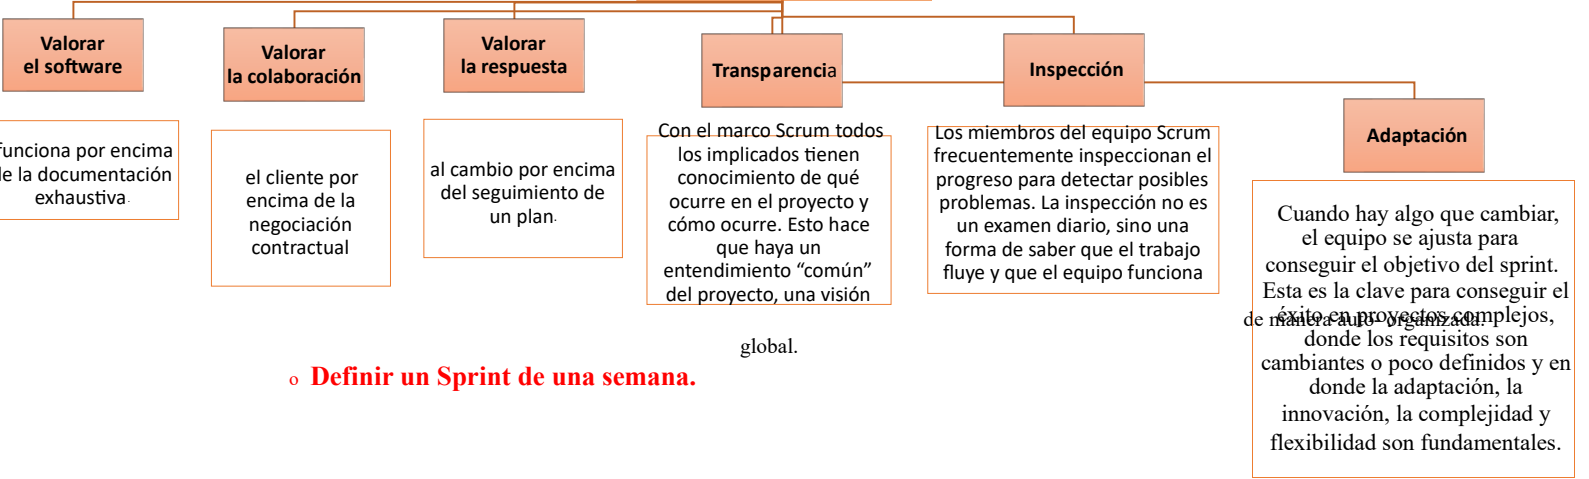 Valorar
el software
funciona por encima
de la documentación
exhaustiva.
Valorar
la colaboración
el cliente por
encima de la
negociación
contractual
Valorar
la respuesta
al cambio por encima
del seguimiento de
un plan.
Transparencia
Con el marco Scrum todos
los implicados tienen
conocimiento de qué
ocurre en el proyecto y
cómo ocurre. Esto hace
que haya un
entendimiento “común”
del proyecto, una visión
global.
Inspección
Los miembros del equipo Scrum
frecuentemente inspeccionan el
progreso para detectar posibles
problemas. La inspección no es
un examen diario, sino una
forma de saber que el trabajo
fluye y que el equipo funciona
de manera auto- organizada.
Adaptación
Cuando hay algo que cambiar,
el equipo se ajusta para
conseguir el objetivo del sprint.
Esta es la clave para conseguir el
éxito en proyectos complejos,
donde los requisitos son
cambiantes o poco definidos y en
donde la adaptación, la
innovación, la complejidad y
flexibilidad son fundamentales.
o Definir un Sprint de una semana.